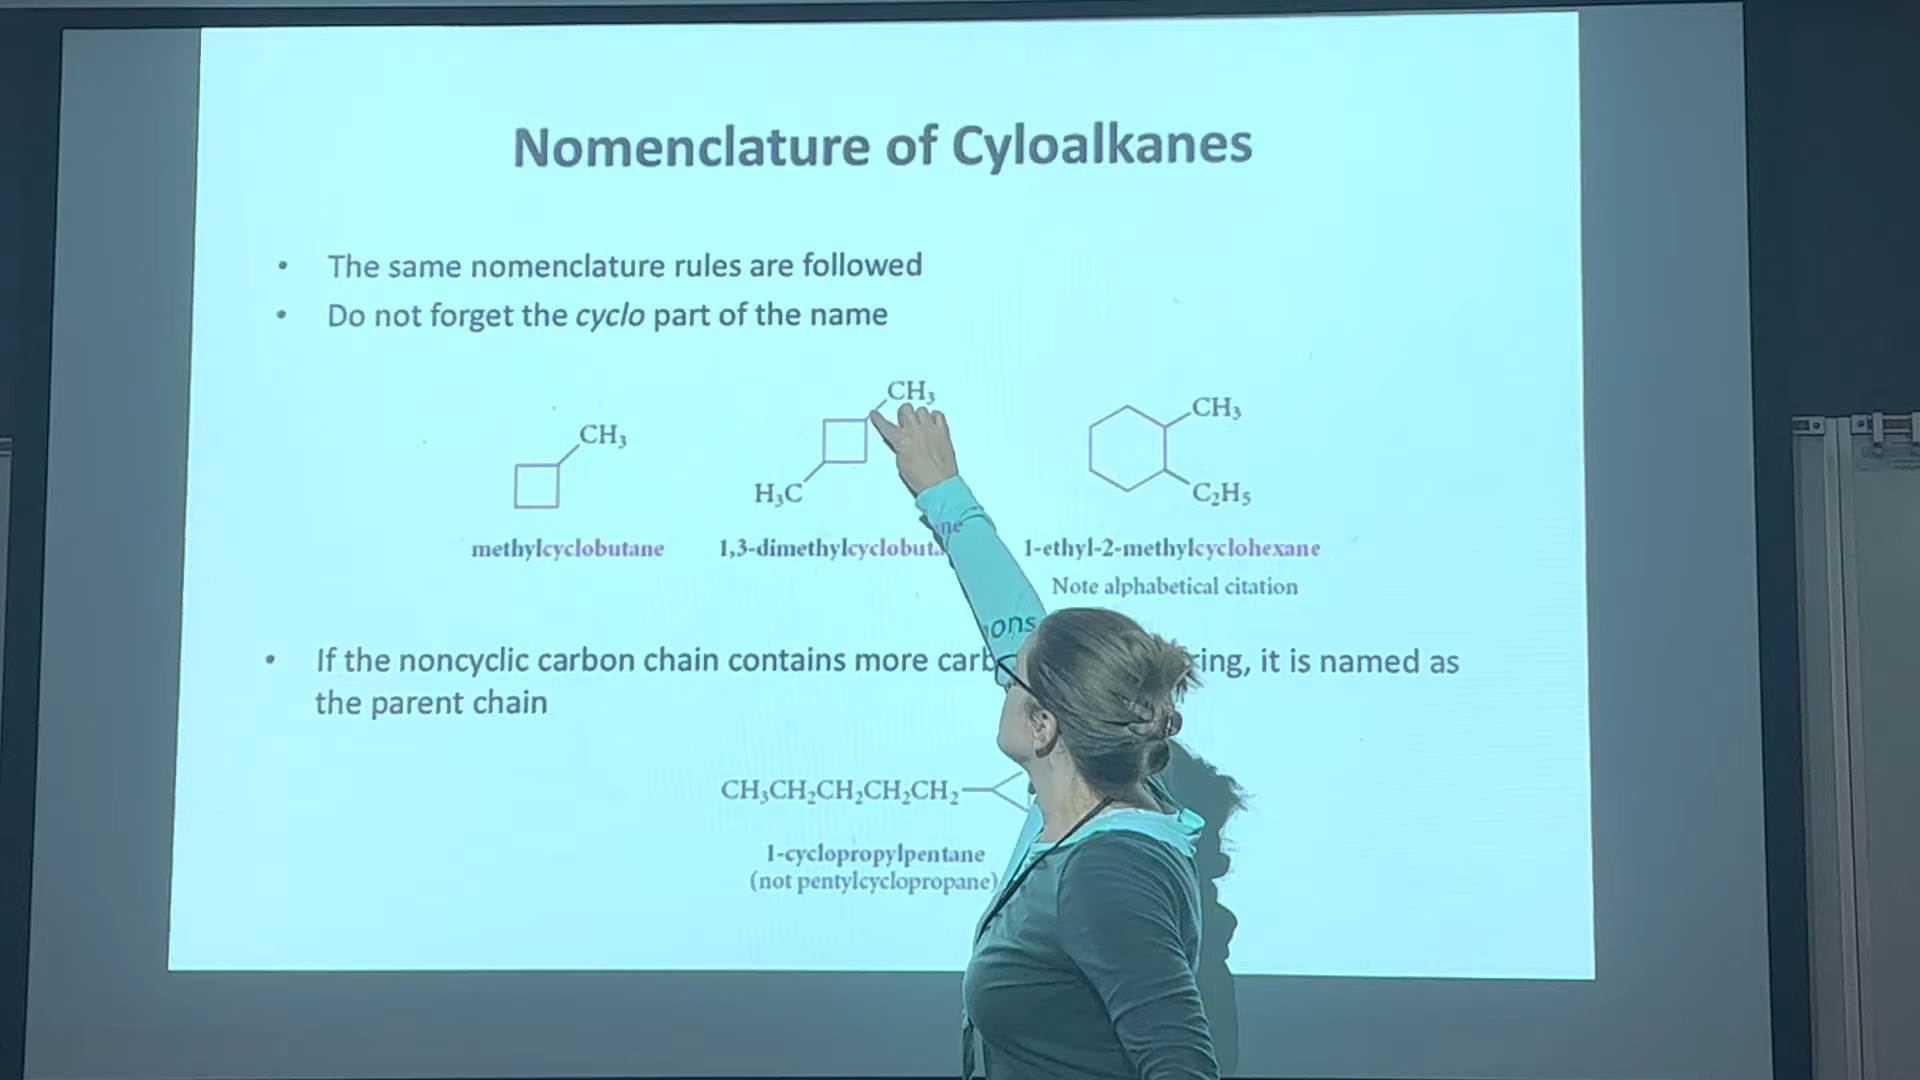 Nomenclature of Cyloalkanes
• The same nomenclature rules are followed
• Do not forget the cyclo part of the name
CH₃
CH₃
CH₃
H₃C
C₂H₅
methylcyclobutane
1,3-dimethylcyclobutane
1-ethyl-2-methylcyclohexane
Note alphabetical citation
• If the noncyclic carbon chain contains more carbons ring, it is named as
the parent chain
CH₃CH₂CH₂CH₂CH₂
1-cyclopropylpentane
(not pentylcyclopropane)